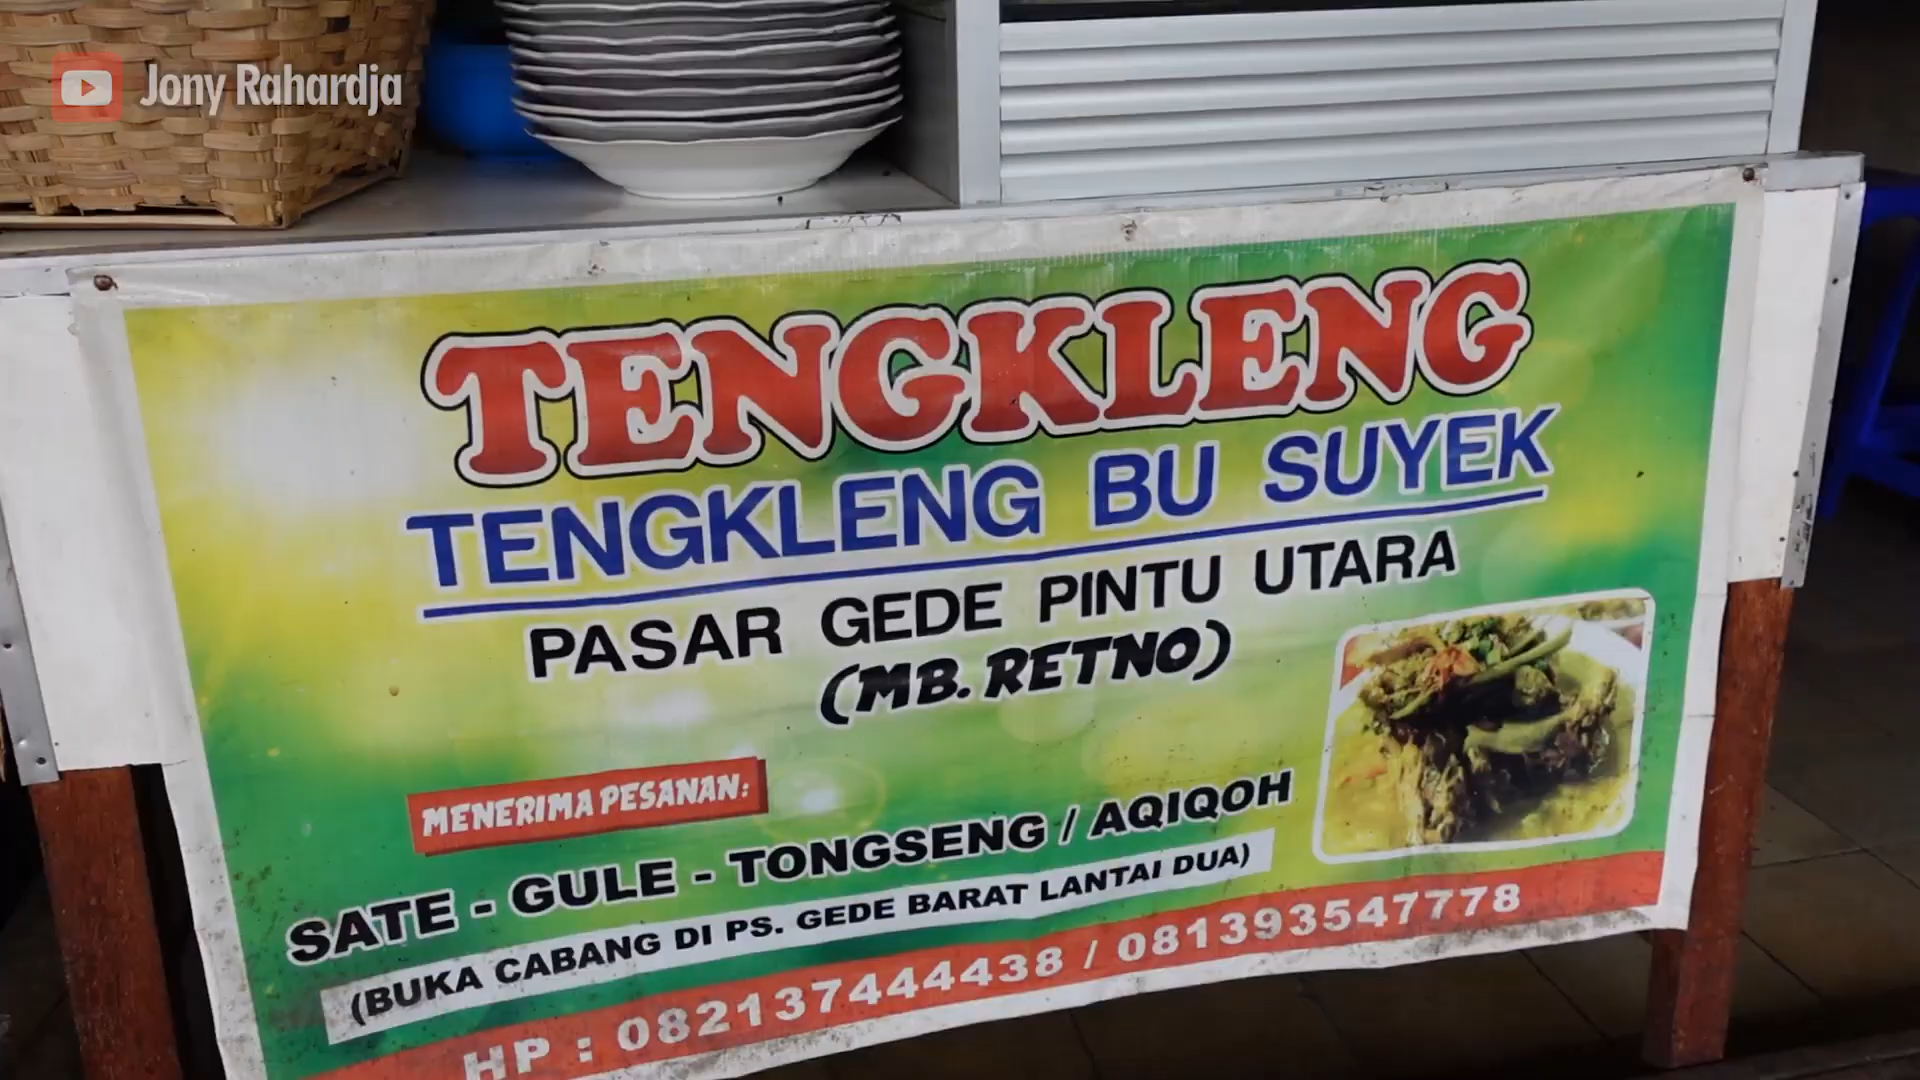 Jony Rahardja
TENGKLENG
TENGKLENG BU SUYEK
PASAR GEDE PINTU UTARA
(MB. RETNO)
MENERIMA PESANAN:
SATE - GULE - TONGSENG / AQIQOH
(BUKA CABANG DI PS. GEDE BARAT LANTAI DUA)
HP : 082137444438 / 081393547778